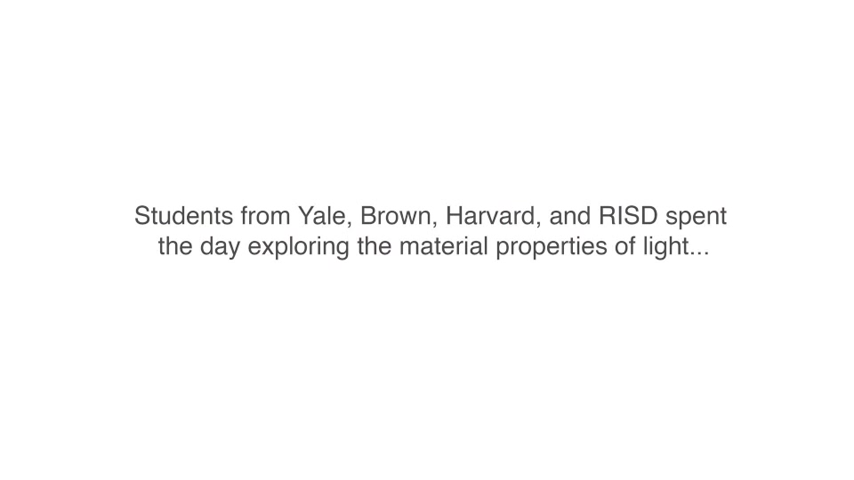 Students from Yale, Brown, Harvard, and RISD spent
the day exploring the material properties of light...